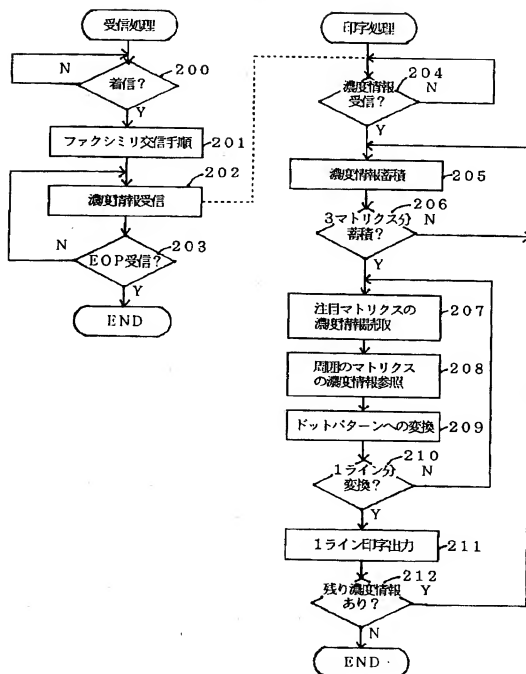 受信処理
着信？
200
N
Y
ファクシミリ交信手順
201
202
濃度情報受信
203
EOP受信？
N
Y
END
印字処理
204
濃度情報
受信？
N
Y
濃度情報蓄積
205
206
3マトリクス分
蓄積？
N
Y
注目マトリクスの
濃度情報読取
207
周囲のマトリクス
の濃度情報参照
208
ドットパターンへの変換
209
210
1ライン分
変換？
N
Y
1ライン印字出力
211
212
残り濃度情報
あり？
Y
N
END